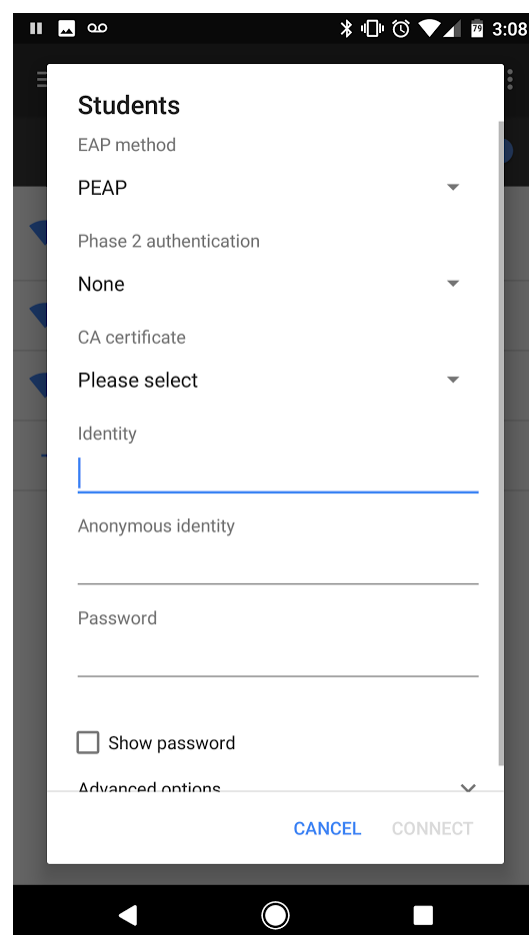 79 3:08
Students
EAP method
PEAP
Phase 2 authentication
None
CA certificate
Please select
Identity
Anonymous identity
Password
Show password
Advanced options
CANCEL CONNECT